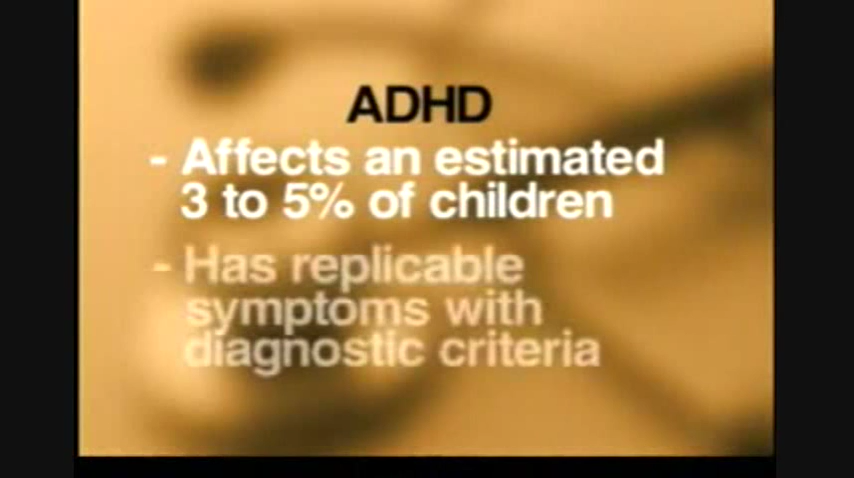 ADHD
- Affects an estimated
3 to 5% of children
- Has replicable
symptoms with
diagnostic criteria